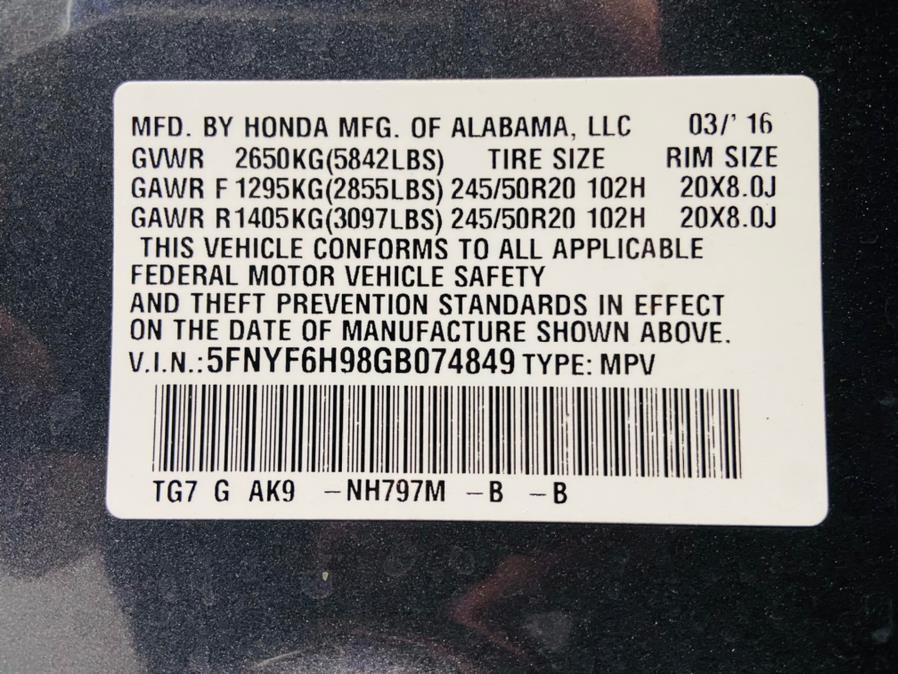 MFD. BY HONDA MFG. OF ALABAMA, LLC 03/' 16
GVWR 2650KG(5842LBS) TIRE SIZE RIM SIZE
GAWR F 1295KG(2855LBS) 245/50R20 102H 20X8.0J
GAWR R1405KG(3097LBS) 245/50R20 102H 20X8.0J
THIS VEHICLE CONFORMS TO ALL APPLICABLE
FEDERAL MOTOR VEHICLE SAFETY
AND THEFT PREVENTION STANDARDS IN EFFECT
ON THE DATE OF MANUFACTURE SHOWN ABOVE.
V.I.N.: 5FNYF6H98GB074849 TYPE: MPV
TG7 G AK9 -NH797M -B -B